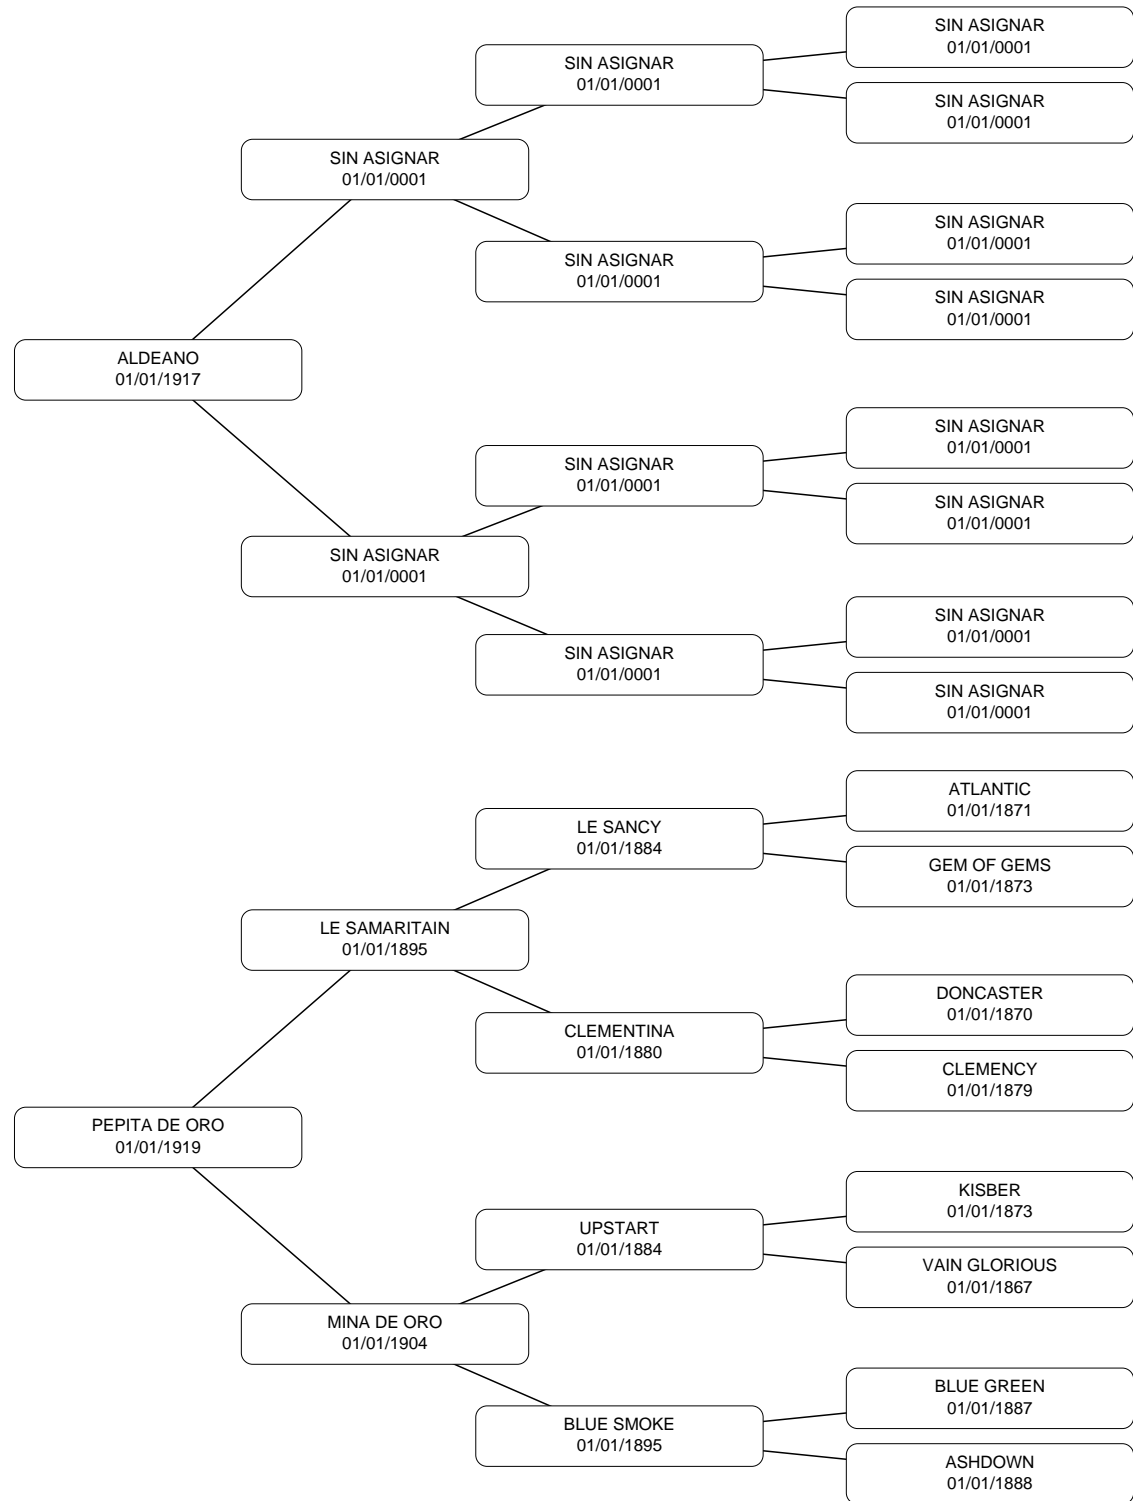 SIN ASIGNAR
01/01/0001
SIN ASIGNAR
01/01/0001
SIN ASIGNAR
01/01/0001
SIN ASIGNAR
01/01/0001
SIN ASIGNAR
01/01/0001
SIN ASIGNAR
01/01/0001
SIN ASIGNAR
01/01/0001
ALDEANO
01/01/1917
SIN ASIGNAR
01/01/0001
SIN ASIGNAR
01/01/0001
SIN ASIGNAR
01/01/0001
SIN ASIGNAR
01/01/0001
SIN ASIGNAR
01/01/0001
SIN ASIGNAR
01/01/0001
SIN ASIGNAR
01/01/0001
ATLANTIC
01/01/1871
LE SANCY
01/01/1884
GEM OF GEMS
01/01/1873
LE SAMARITAIN
01/01/1895
DONCASTER
01/01/1870
CLEMENTINA
01/01/1880
CLEMENCY
01/01/1879
PEPITA DE ORO
01/01/1919
KISBER
01/01/1873
UPSTART
01/01/1884
VAIN GLORIOUS
01/01/1867
MINA DE ORO
01/01/1904
BLUE GREEN
01/01/1887
BLUE SMOKE
01/01/1895
ASHDOWN
01/01/1888